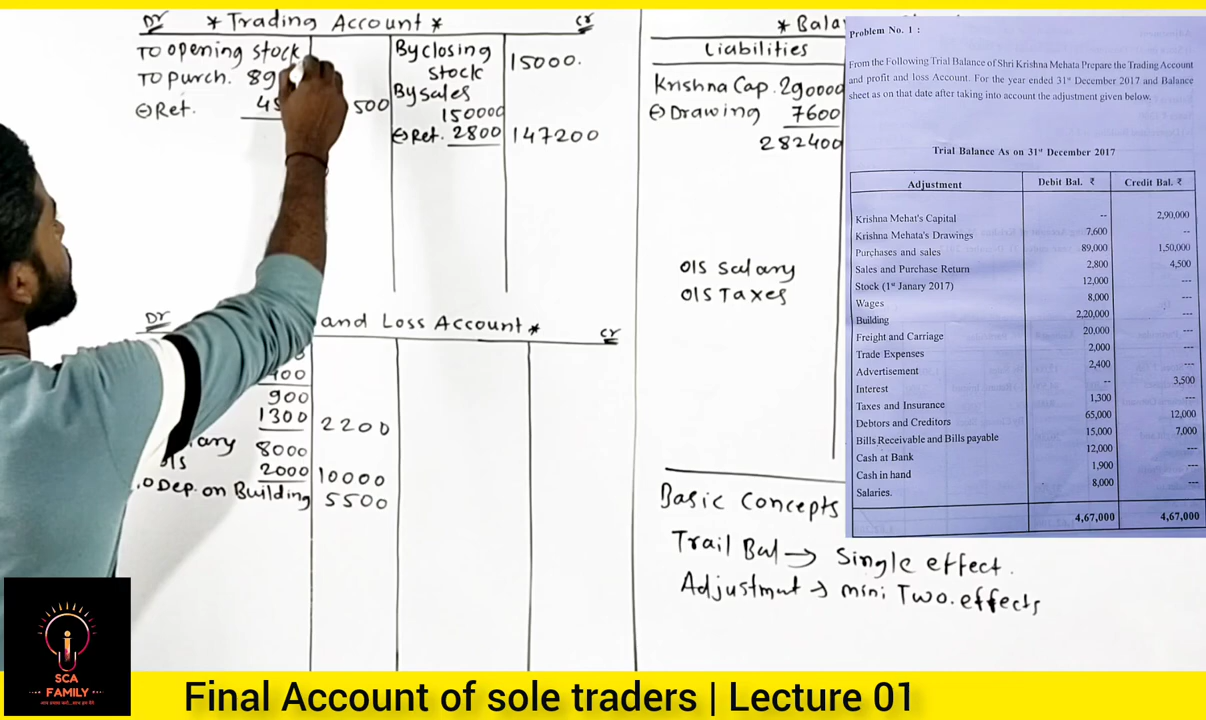 Dr * Trading Account * Cr
TO opening stock
TO purch. 89
⊖ Ret. 500
By closing
stock 15000.
By sales
150000
⊖ Ret. 2800 147200
Dr and Loss Account * Cr
900
1300 2200
8000
2000 10000
Dep. on Building 5500
* Bala
Liabilities
Krishna Cap. 290000
⊖ Drawing 7600
282400
O/S Salary
O/S Taxes
Basic Concepts
Trail Bal → Single effect.
Adjustmnt → mini Two. effects
Problem No. 1 :
From the Following Trial Balance of Shri Krishna Mehata Prepare the Trading Account
and profit and loss Account. For the year ended 31st December 2017 and Balance
sheet as on that date after taking into account the adjustment given below.
Trial Balance As on 31st December 2017
Adjustment Debit Bal. ₹ Credit Bal. ₹
Krishna Mehat's Capital -- 2,90,000
Krishna Mehata's Drawings 7,600 --
Purchases and sales 89,000 1,50,000
Sales and Purchase Return 2,800 4,500
Stock (1st Janary 2017) 12,000 ---
Wages 8,000 ---
Building 2,20,000 ---
Freight and Carriage 20,000 ---
Trade Expenses 2,000 ---
Advertisement 2,400 ---
Interest -- 3,500
Taxes and Insurance 1,300 ---
Debtors and Creditors 65,000 12,000
Bills Receivable and Bills payable 15,000 7,000
Cash at Bank 12,000 ---
Cash in hand 1,900 ---
Salaries. 8,000 ---
4,67,000 4,67,000
SCA
FAMILY
Final Account of sole traders | Lecture 01